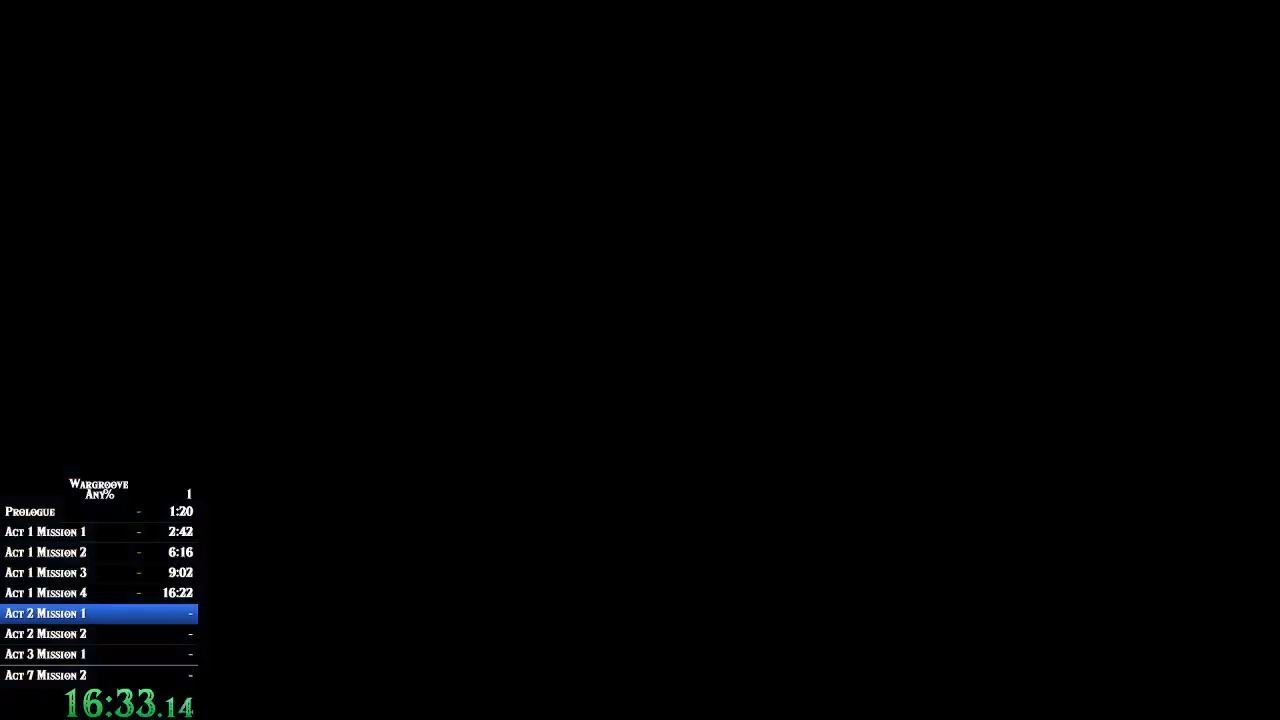 Wargroove
Any% 1
Prologue - 1:20
Act 1 Mission 1 - 2:42
Act 1 Mission 2 - 6:16
Act 1 Mission 3 - 9:02
Act 1 Mission 4 - 16:22
Act 2 Mission 1 -
Act 2 Mission 2 -
Act 3 Mission 1 -
Act 7 Mission 2 -
16:33.14